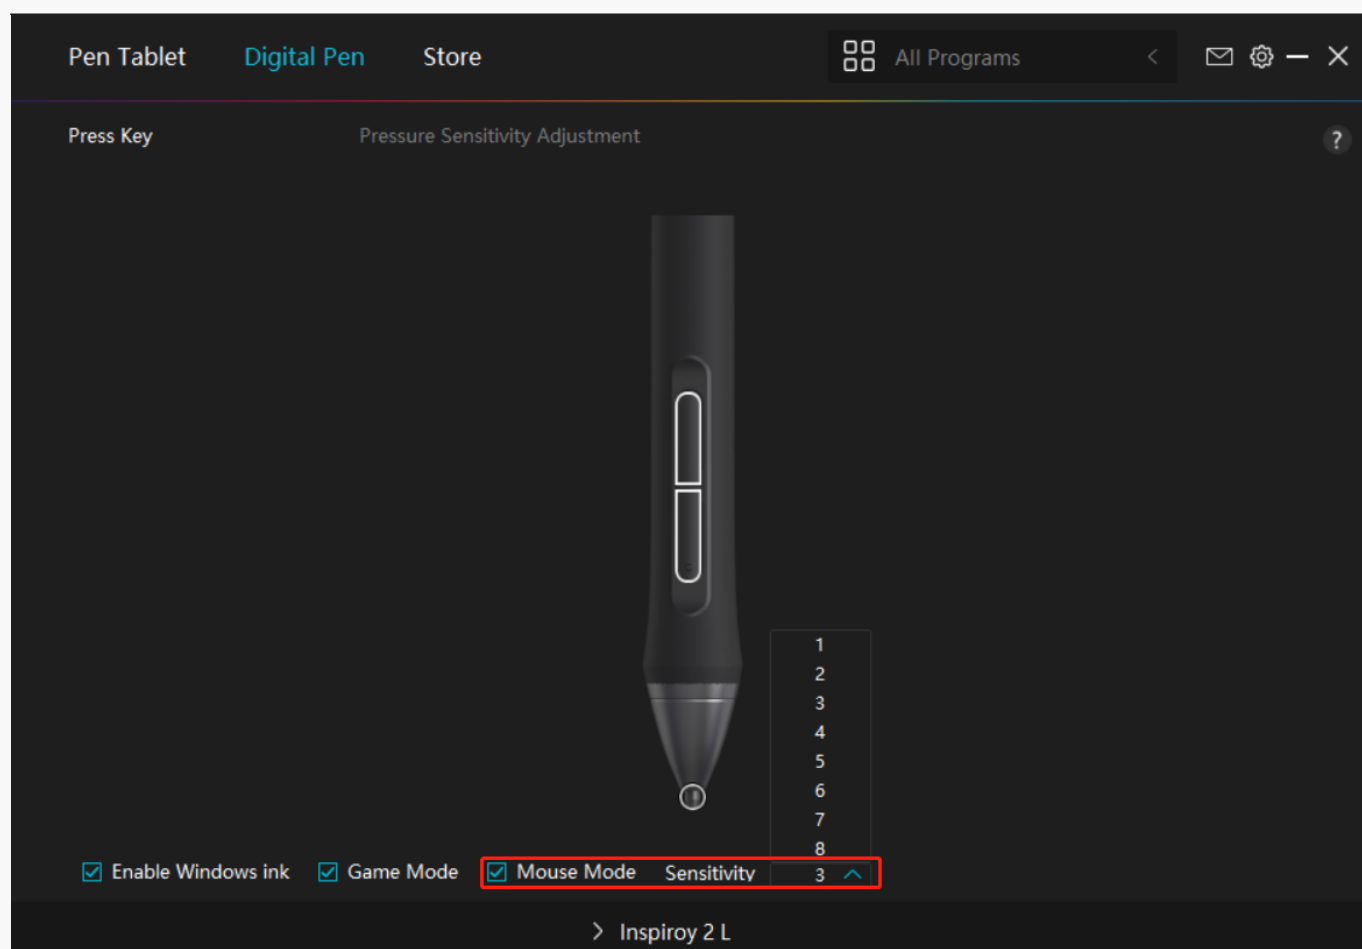 Pen Tablet Digital Pen Store All Programs
Press Key Pressure Sensitivity Adjustment ?
1
2
3
4
5
6
7
8
Enable Windows ink Game Mode Mouse Mode Sensitivity 3
Inspiroy 2 L